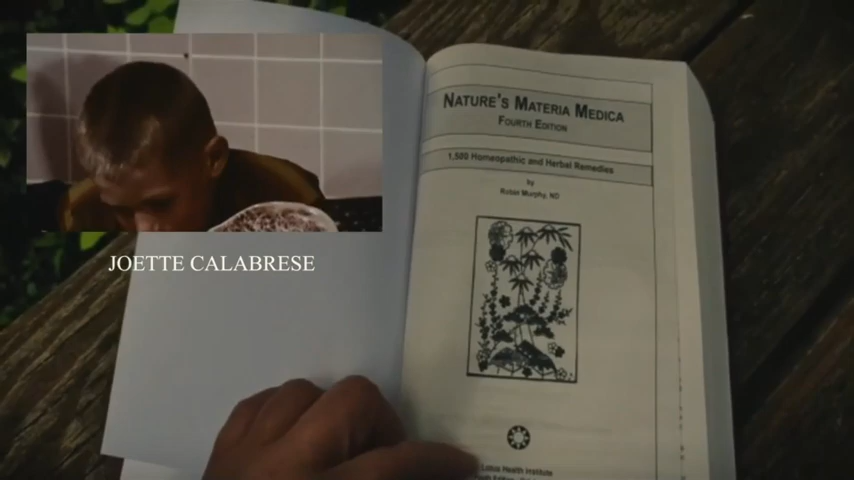 JOETTE CALABRESE
NATURE'S MATERIA MEDICA
FOURTH EDITION
1,500 Homeopathic and Herbal Remedies
by
Robin Murphy, ND
Lotus Health Institute